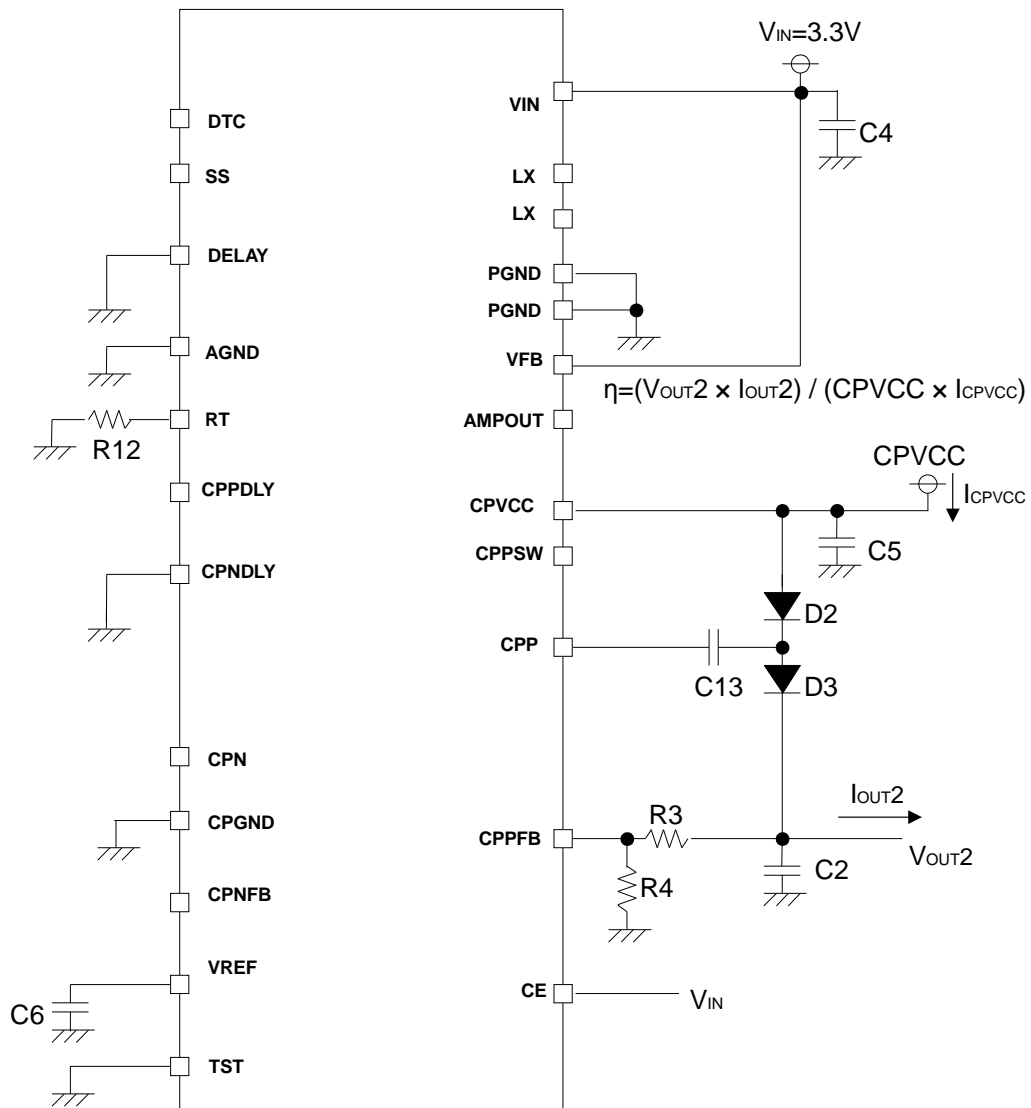 VIN=3.3V
DTC
VIN
C4
SS
LX
LX
DELAY
PGND
PGND
AGND
VFB
η=(VOUT2 × IOUT2) / (CPVCC × ICPVCC)
RT
R12
AMPOUT
CPVCC
ICPVCC
CPPDLY
CPVCC
C5
CPPSW
CPNDLY
D2
CPP
C13
D3
CPN
IOUT2
CPGND
R3
CPPFB
VOUT2
C2
R4
CPNFB
VREF
CE
VIN
C6
TST